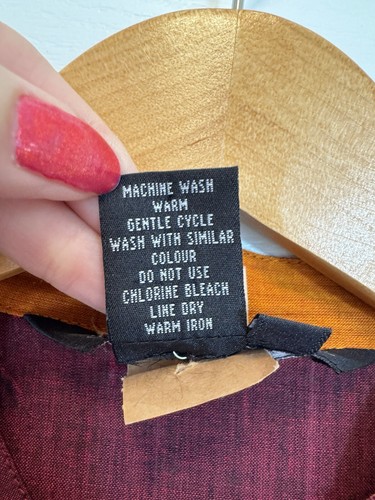 MACHINE WASH
WARM
GENTLE CYCLE
WASH WITH SIMILAR
COLOUR
DO NOT USE
CHLORINE BLEACH
LINE DRY
WARM IRON